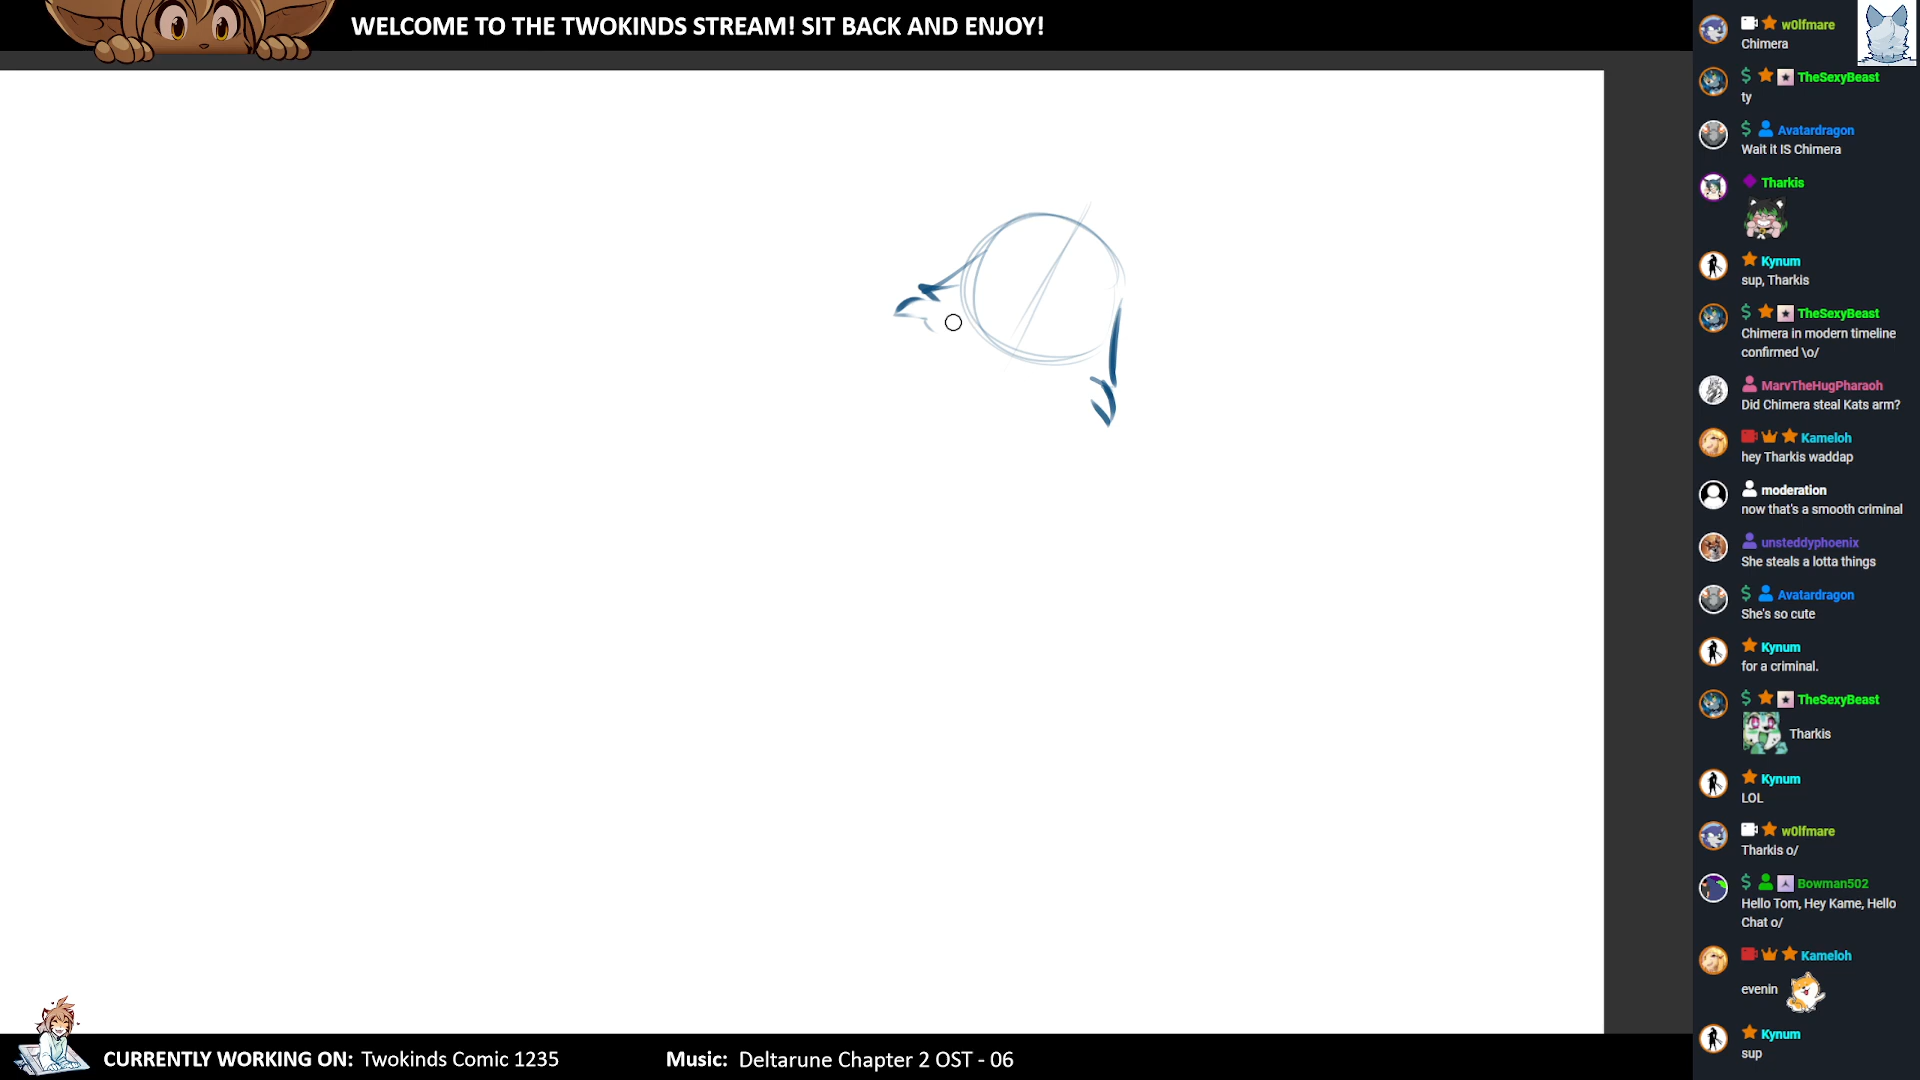 WELCOME TO THE TWOKINDS STREAM! SIT BACK AND ENJOY!
w0lfmare
Chimera
TheSexyBeast
ty
Avatardragon
Wait it IS Chimera
Tharkis
Kynum
sup, Tharkis
TheSexyBeast
Chimera in modern timeline
confirmed \o/
MarvTheHugPharaoh
Did Chimera steal Kats arm?
Kameloh
hey Tharkis waddap
moderation
now that's a smooth criminal
unsteddyphoenix
She steals a lotta things
Avatardragon
She's so cute
Kynum
for a criminal.
TheSexyBeast
Tharkis
Kynum
LOL
w0lfmare
Tharkis o/
Bowman502
Hello Tom, Hey Kame, Hello
Chat o/
Kameloh
evenin
Kynum
sup
CURRENTLY WORKING ON: Twokinds Comic 1235
Music: Deltarune Chapter 2 OST - 06